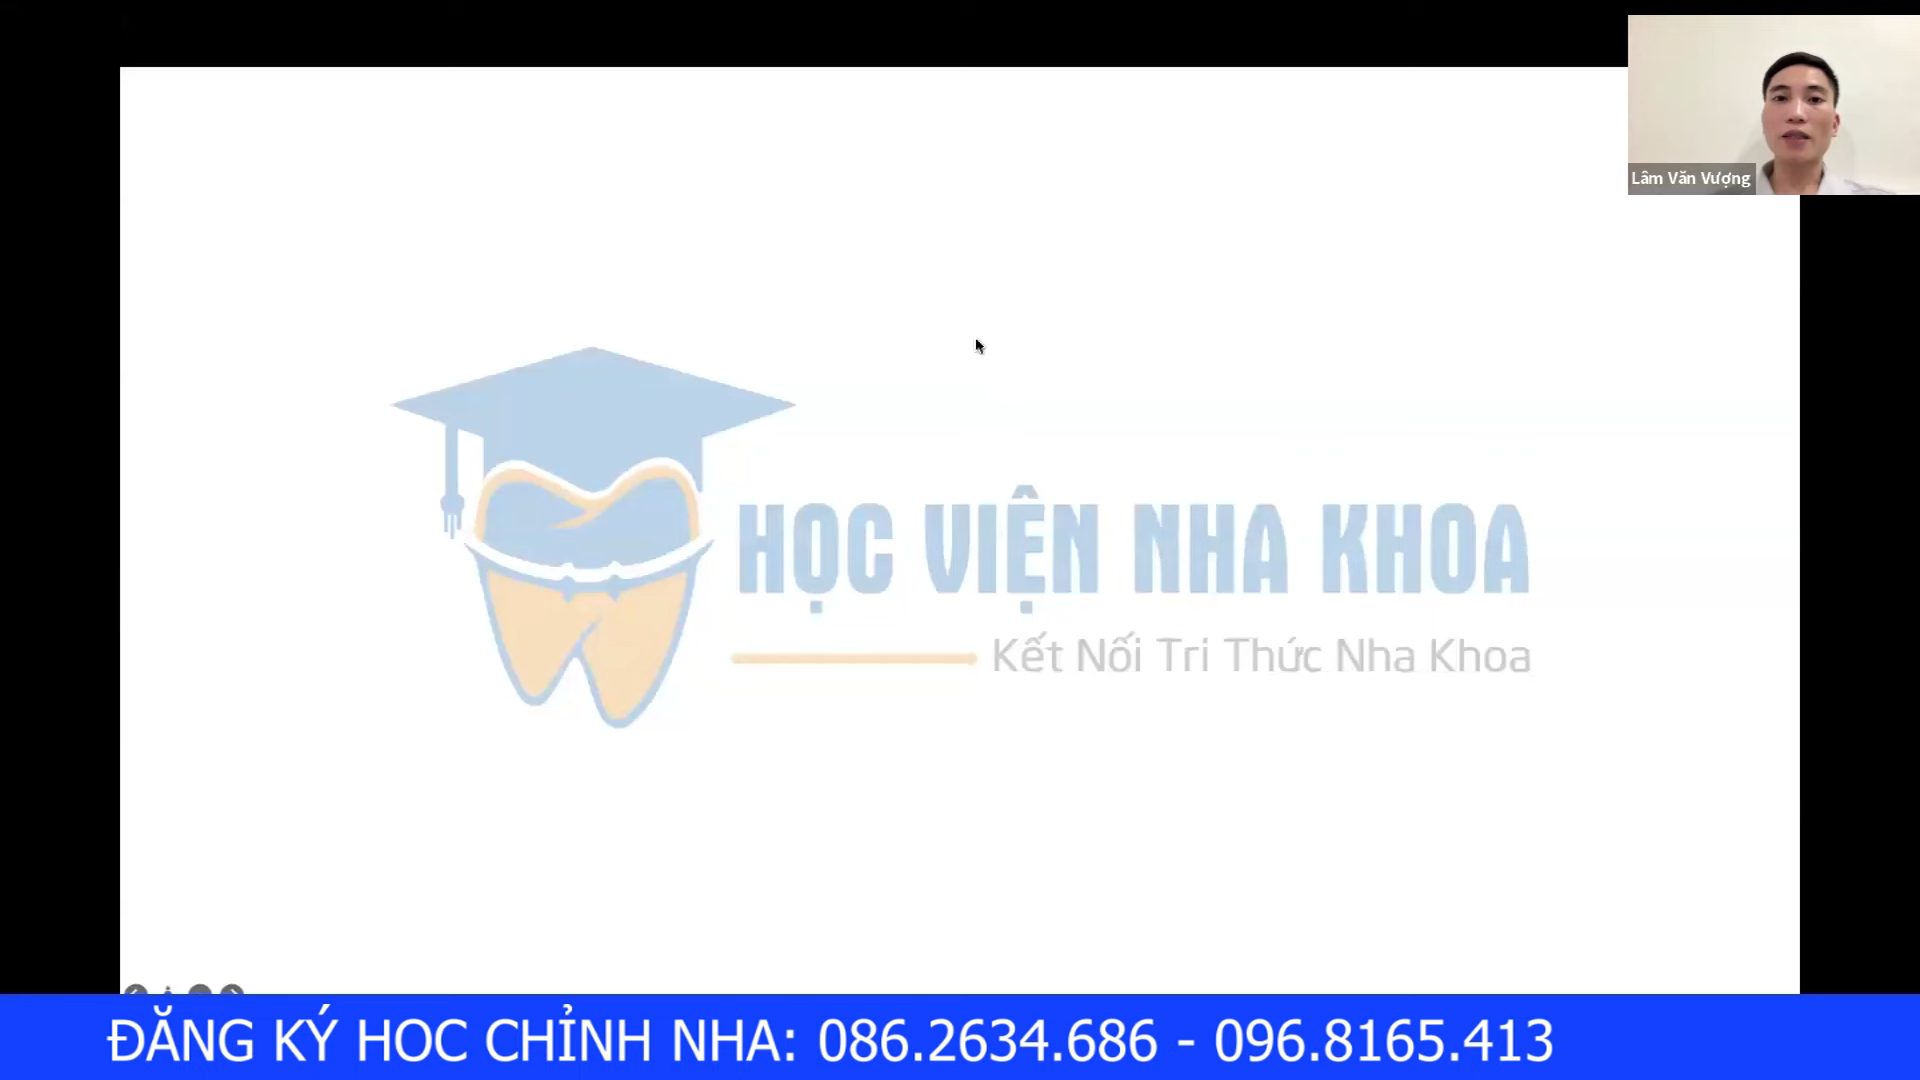 Lâm Văn Vượng
HỌC VIỆN NHA KHOA
Kết Nối Tri Thức Nha Khoa
ĐĂNG KÝ HOC CHỈNH NHA: 086.2634.686 - 096.8165.413